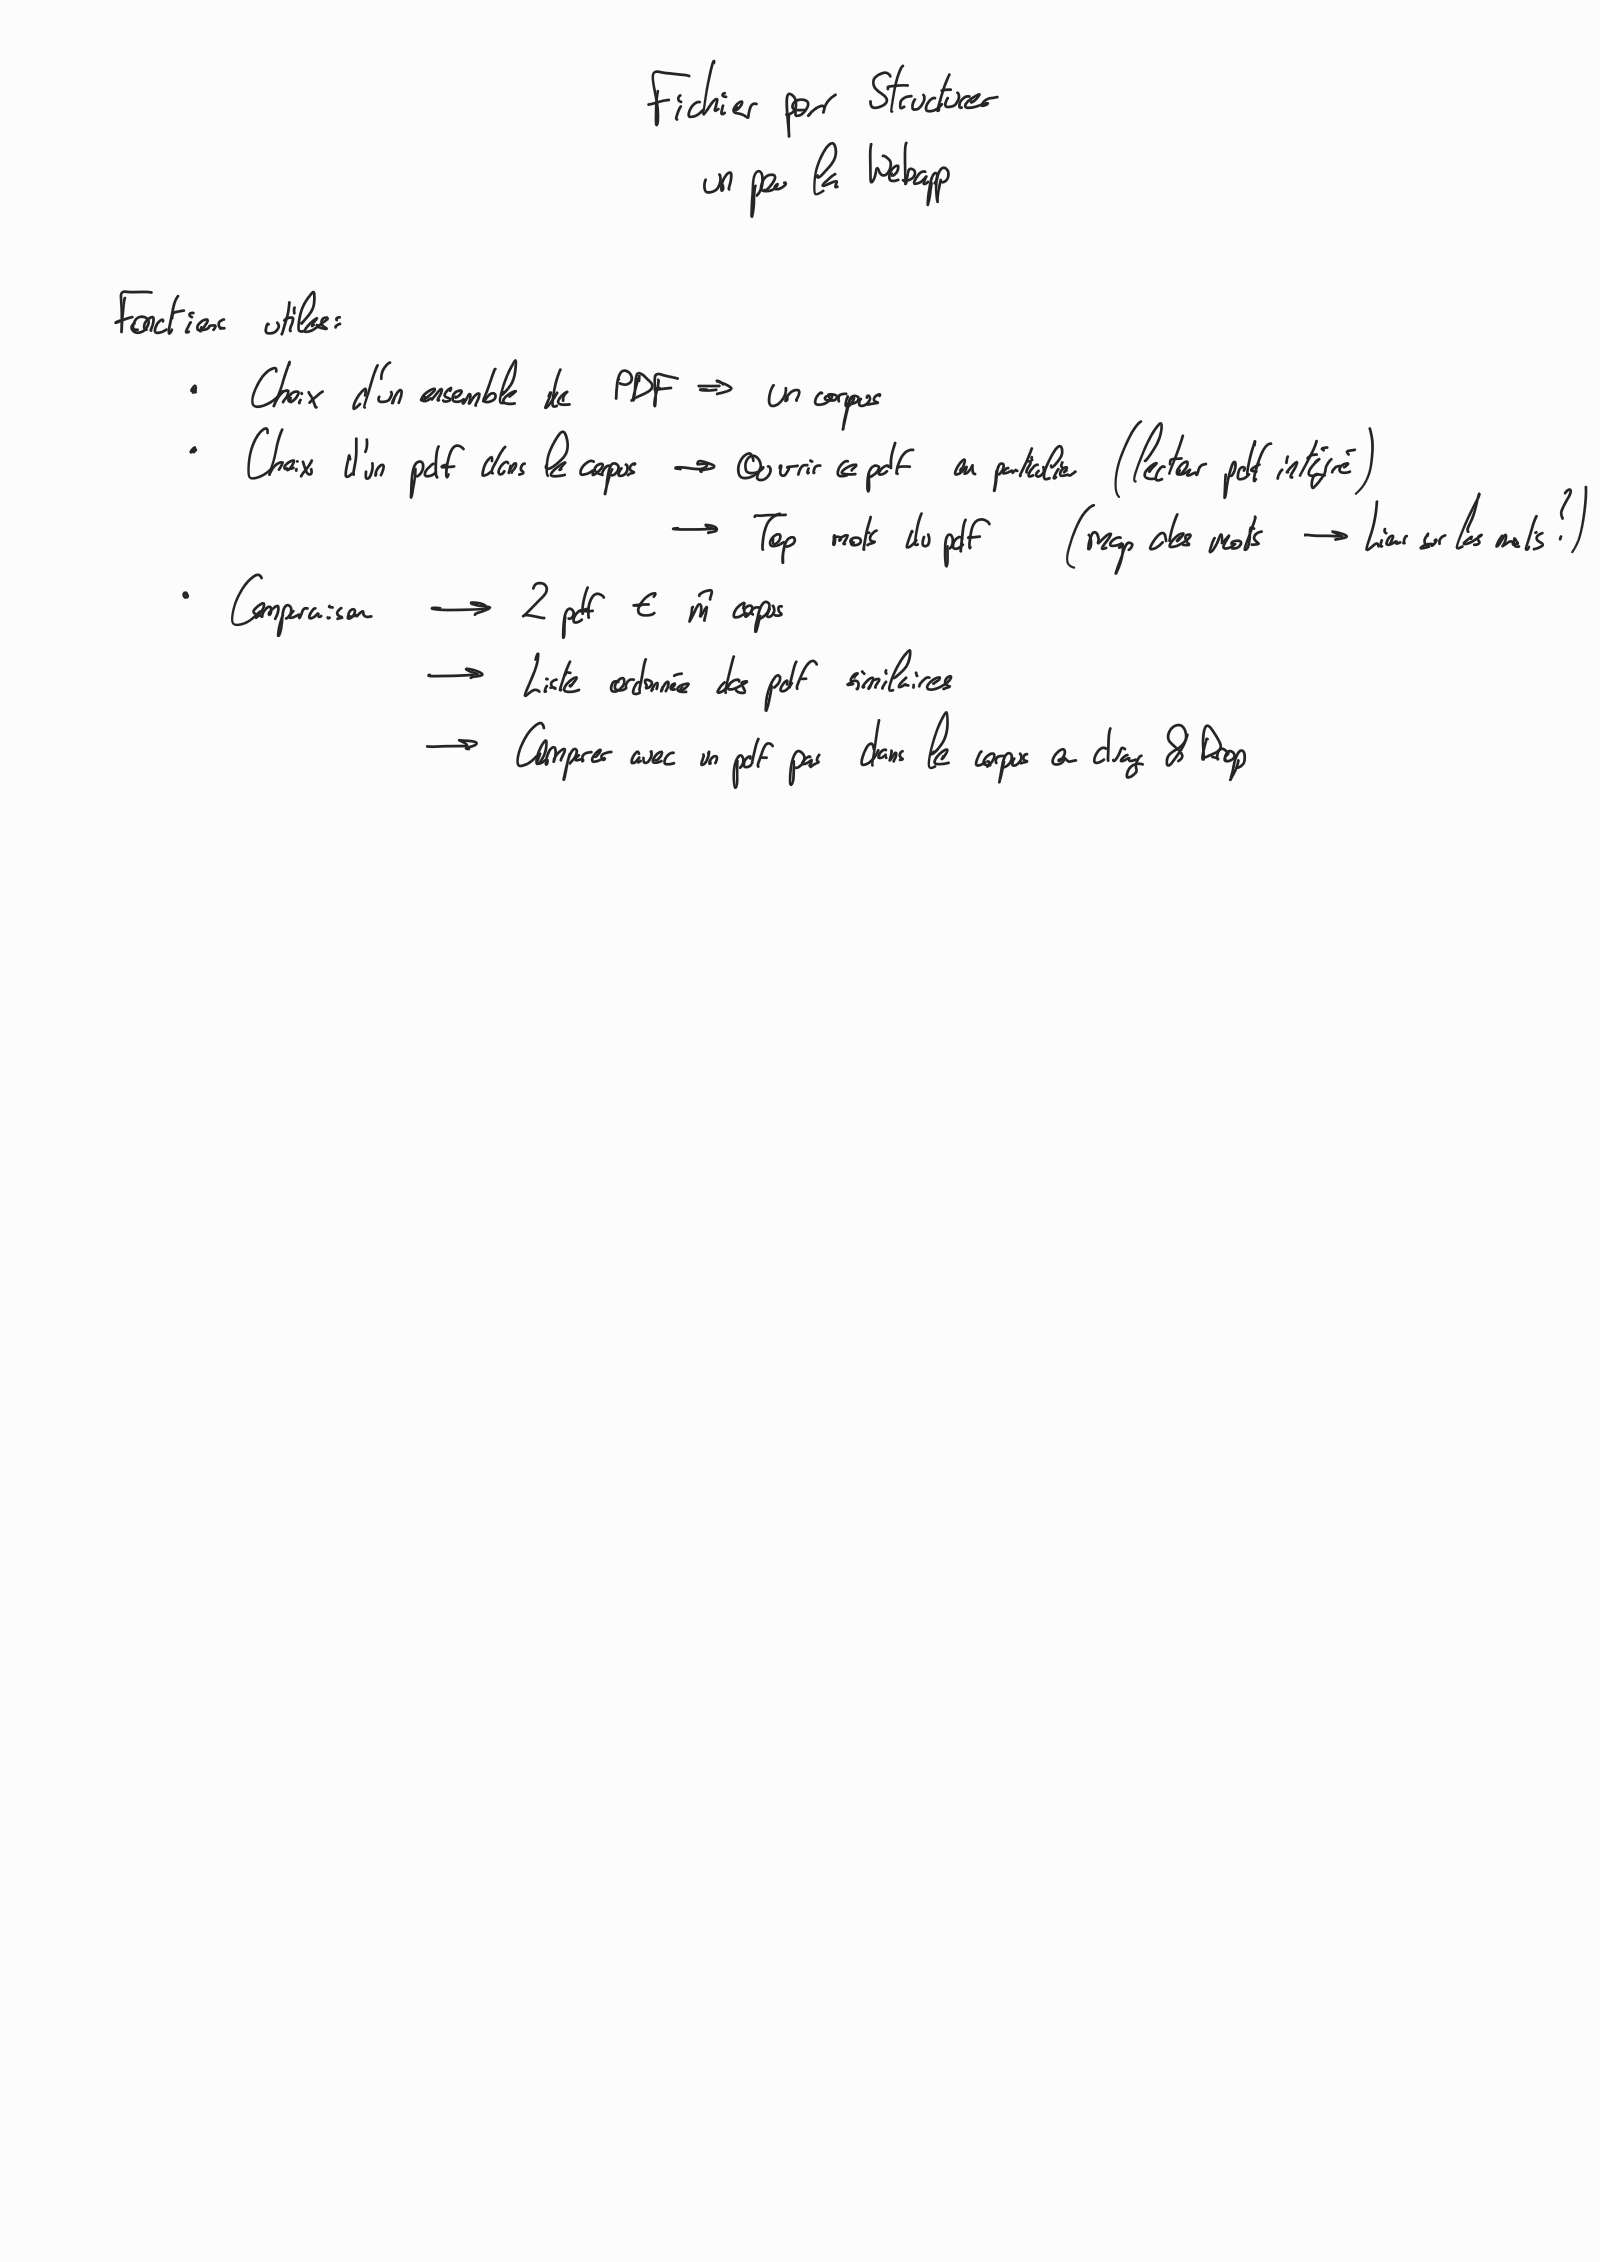 Fichier pour Structurer
un peu la Webapp
Fonctions utiles:
• Choix d'un ensemble de PDF ⇒ un corpus
• Choix d'un pdf dans le corpus → Ouvrir ce pdf en parallèle (lecteur pdf intégré)
→ Top mots du pdf (map des mots → Lien sur les mots?)
• Comparaison → 2 pdf ∈ m̂ corpus
→ Liste ordonnée des pdf similaires
→ Comparer avec un pdf pas dans le corpus en drag & Drop